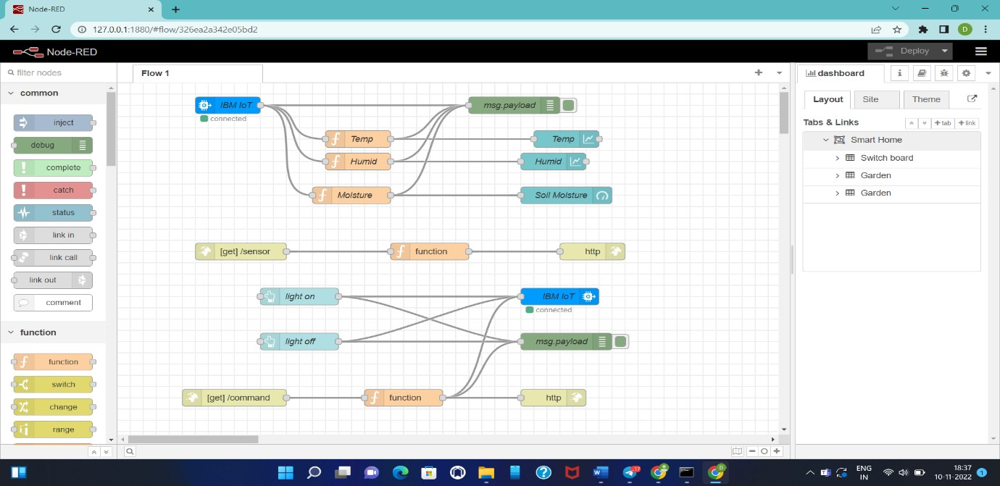 Node-RED
127.0.0.1:1880/#flow/326ea2a342e05bd2
D
Node-RED
Deploy
filter nodes
common
inject
debug
complete
catch
status
link in
link call
link out
comment
function
function
switch
change
range
Flow 1
IBM IoT
connected
msg.payload
Temp
Temp
Humid
Humid
Moisture
Soil Moisture
[get] /sensor
function
http
light on
IBM IoT
connected
light off
msg.payload
[get] /command
function
http
dashboard
Layout
Site
Theme
Tabs & Links
+ tab
+ link
Smart Home
Switch board
Garden
Garden
ENG
IN
18:37
10-11-2022
1